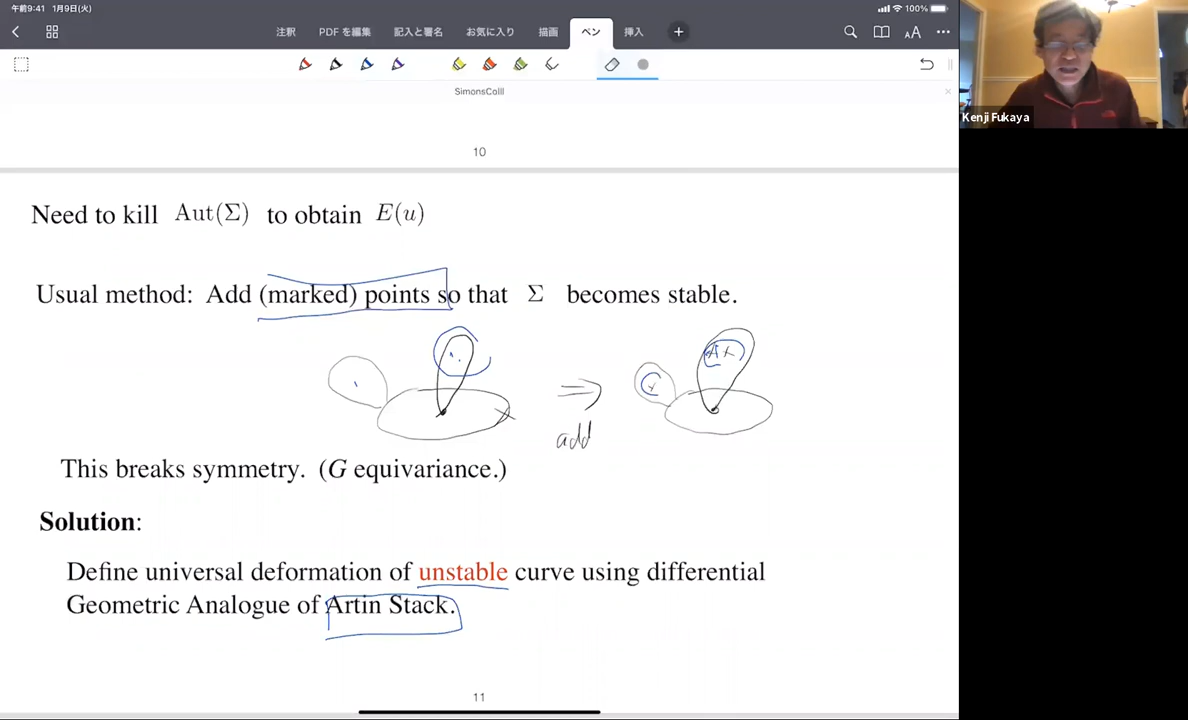 午前9:41 1月9日(火)
100%
注釈 PDF を編集 記入と署名 お気に入り 描画 ペン 挿入
AA
SimonsCoIII
Kenji Fukaya
10
Need to kill Aut(Σ) to obtain E(u)
Usual method: Add (marked) points so that Σ becomes stable.
add
This breaks symmetry. (G equivariance.)
Solution:
Define universal deformation of unstable curve using differential
Geometric Analogue of Artin Stack.
11